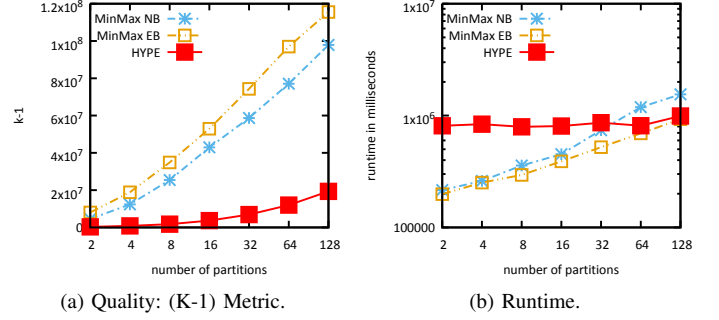 MinMax NB
MinMax EB
HYPE
k-1
1.2x10^8
1x10^8
8x10^7
6x10^7
4x10^7
2x10^7
0
2 4 8 16 32 64 128
number of partitions
(a) Quality: (K-1) Metric.
MinMax NB
MinMax EB
HYPE
runtime in milliseconds
1x10^7
1x10^6
100000
2 4 8 16 32 64 128
number of partitions
(b) Runtime.